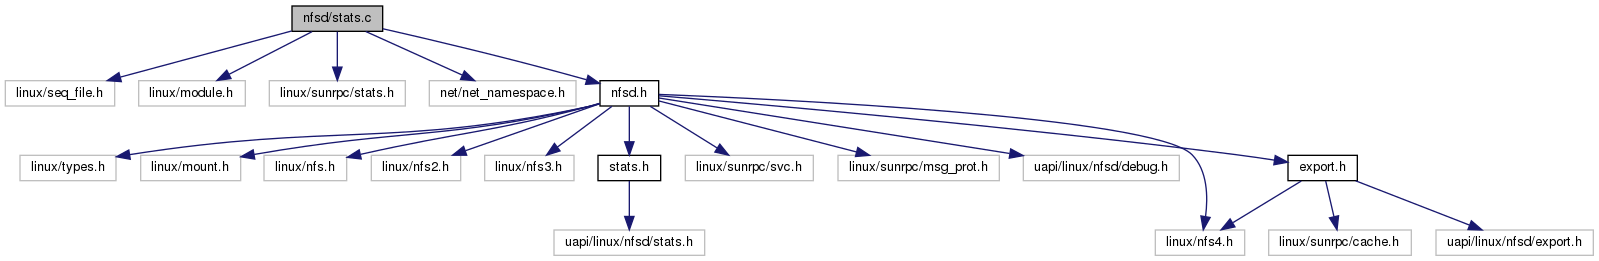 nfsd/stats.c
linux/seq_file.h
linux/module.h
linux/sunrpc/stats.h
net/net_namespace.h
nfsd.h
linux/types.h
linux/mount.h
linux/nfs.h
linux/nfs2.h
linux/nfs3.h
stats.h
linux/sunrpc/svc.h
linux/sunrpc/msg_prot.h
uapi/linux/nfsd/debug.h
export.h
uapi/linux/nfsd/stats.h
linux/nfs4.h
linux/sunrpc/cache.h
uapi/linux/nfsd/export.h